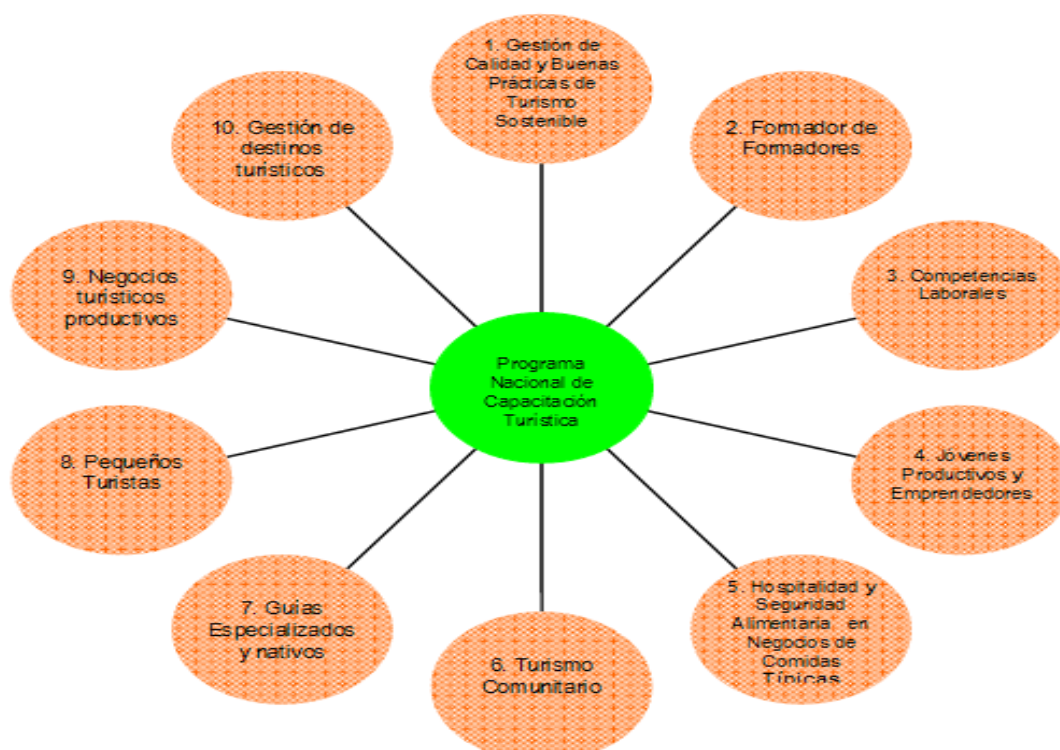 1. Gestión de
Calidad y Buenas
Prácticas de
Turismo
Sostenible
2. Formador de
Formadores
3. Competencias
Laborales
4. Jóvenes
Productivos y
Emprendedores
5. Hospitalidad y
Seguridad
Alimentaria en
Negocios de
Comidas
Típicas
6. Turismo
Comunitario
7. Guías
Especializados
y nativos
8. Pequeños
Turistas
9. Negocios
turísticos
productivos
10. Gestión de
destinos
turísticos
Programa
Nacional de
Capacitación
Turística